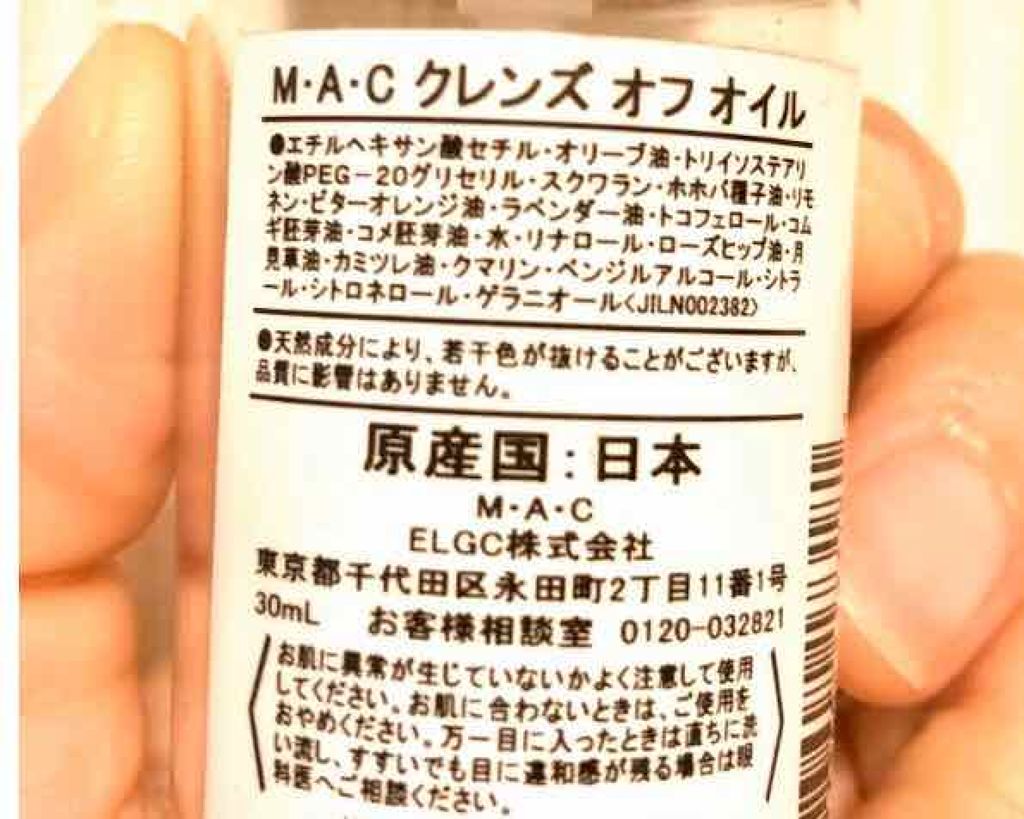 M・A・C クレンズ オフ オイル
●エチルヘキサン酸セチル・オリーブ油・トリイソステアリ
ン酸PEG−20グリセリル・スクワラン・ホホバ種子油・リモ
ネン・ビターオレンジ油・ラベンダー油・トコフェロール・コム
ギ胚芽油・コメ胚芽油・水・リナロール・ローズヒップ油・月
見草油・カミツレ油・クマリン・ベンジルアルコール・シトラ
ール・シトロネロール・ゲラニオール<JILN002382>
●天然成分により、若干色が抜けることがございますが、
品質に影響はありません。
原産国:日本
M・A・C
ELGC株式会社
東京都千代田区永田町2丁目11番1号
30mL お客様相談室 0120-032821
お肌に異常が生じていないかよく注意して使用
してください。お肌に合わないときは、ご使用を
おやめください。万一目に入ったときは直ちに洗
い流し、すすいでも目に違和感が残る場合は眼
科医へご相談ください。